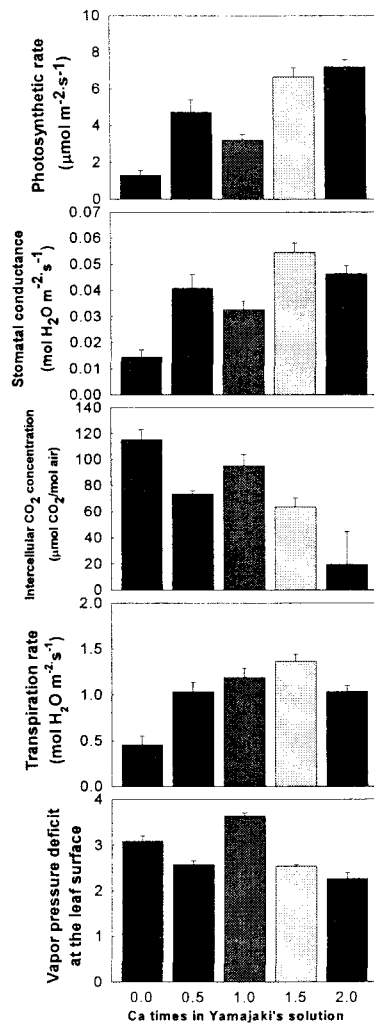 Photosynthetic rate
(μmol m-2·s-1)
10
8
6
4
2
0
Stomatal conductance
(mol H2O m-2·s-1)
0.07
0.06
0.05
0.04
0.03
0.02
0.01
0.00
Intercellular CO2 concentration
(μmol CO2/mol air)
140
120
100
80
60
40
20
0
Transpiration rate
(mol H2O m-2·s-1)
2.0
1.5
1.0
0.5
0.0
Vapor pressure deficit
at the leaf surface
4
3
2
1
0
0.0 0.5 1.0 1.5 2.0
Ca times in Yamajaki's solution